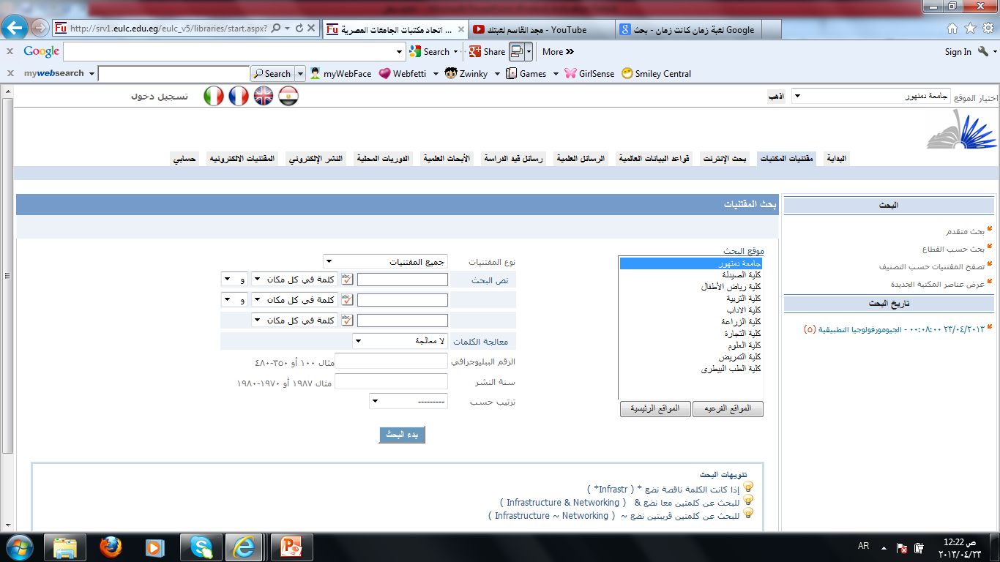 http://srv1.eulc.edu.eg/eulc_v5/libraries/start.aspx?
اتحاد مكتبات الجامعات المصرية ...
مجد القاسم لعبتك - YouTube
لعبة زمان كانت زمان - بحث Google
x Google Search Share More » Sign In
x mywebsearch Search myWebFace Webfetti Zwinky Games GirlSense Smiley Central
اختيار الموقع جامعة دمنهور اذهب تسجيل دخول
البداية مقتنيات المكتبات بحث الإنترنت قواعد البيانات العالمية الرسائل العلمية رسائل قيد الدراسة الأبحاث العلمية الدوريات المحلية النشر الإلكتروني المقتنيات الالكترونيه حسابي
البحث
بحث متقدم
بحث حسب القطاع
تصفح المقتنيات حسب التصنيف
عرض عناصر المكتبة الجديدة
تاريخ البحث
٢٣/٠٤/٢٠١٣ ٠٠:٠٨:٠٠ - الجيومورفولوجيا التطبيقية (٥)
بحث المقتنيات
موقع البحث
جامعة دمنهور
كلية الصيدلة
كلية رياض الأطفال
كلية التربية
كلية الاداب
كلية الزراعة
كلية التجارة
كلية العلوم
كلية التمريض
كلية الطب البيطرى
المواقع الفرعيه المواقع الرئيسية
نوع المقتنيات جميع المقتنيات
نص البحث كلمة في كل مكان و
كلمة في كل مكان و
كلمة في كل مكان
معالجة الكلمات لا معالجة
الرقم الببليوجرافي مثال ١٠٠ أو ٣٥٠-٤٨٠
سنة النشر مثال ١٩٨٧ أو ١٩٧٠-١٩٨٠
ترتيب حسب ---------
بدء البحث
تنويهات البحث
إذا كانت الكلمة ناقصة نضع * ( Infrastr* )
للبحث عن كلمتين معا نضع & ( Infrastructure & Networking )
للبحث عن كلمتين قريبتين نضع ~ ( Infrastructure ~ Networking )
AR
12:22 ص
٢٠١٣/٠٤/٢٣